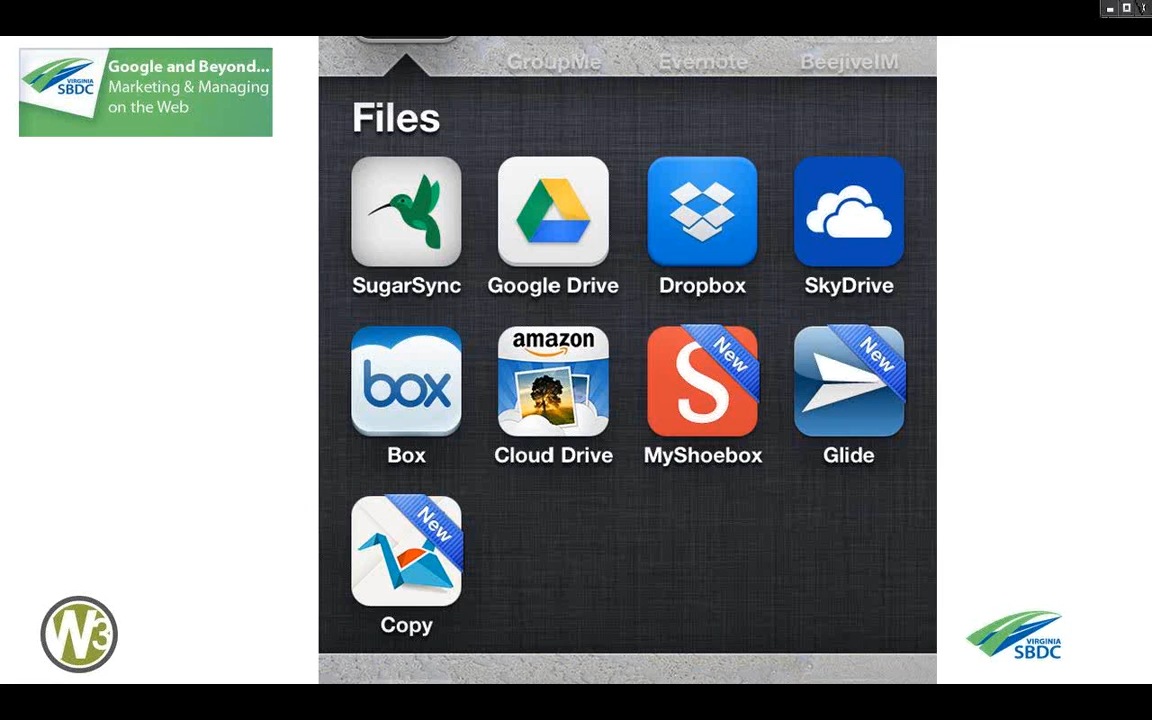 Google and Beyond...
Marketing & Managing
on the Web
VIRGINIA
SBDC
GroupMe Evernote BeejiveIM
Files
SugarSync Google Drive Dropbox SkyDrive
box amazon S New New
Box Cloud Drive MyShoebox Glide
New
Copy
W3
VIRGINIA
SBDC